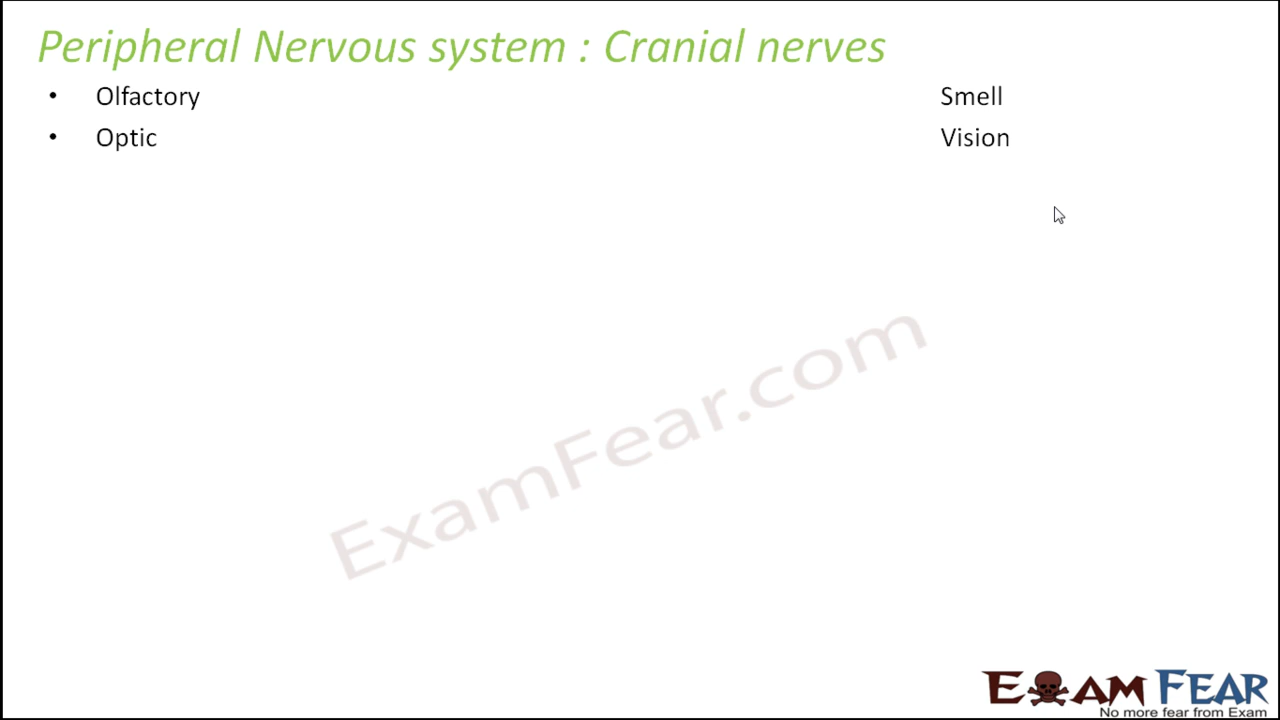 Peripheral Nervous system : Cranial nerves
• Olfactory Smell
• Optic Vision
ExamFear.com
EXAM FEAR
No more fear from Exam